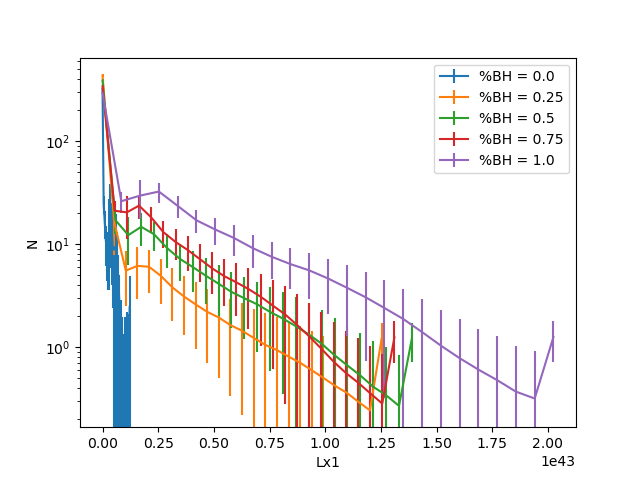 %BH = 0.0
%BH = 0.25
%BH = 0.5
%BH = 0.75
%BH = 1.0
N
10²
10¹
10⁰
0.00 0.25 0.50 0.75 1.00 1.25 1.50 1.75 2.00
1e43
Lx1